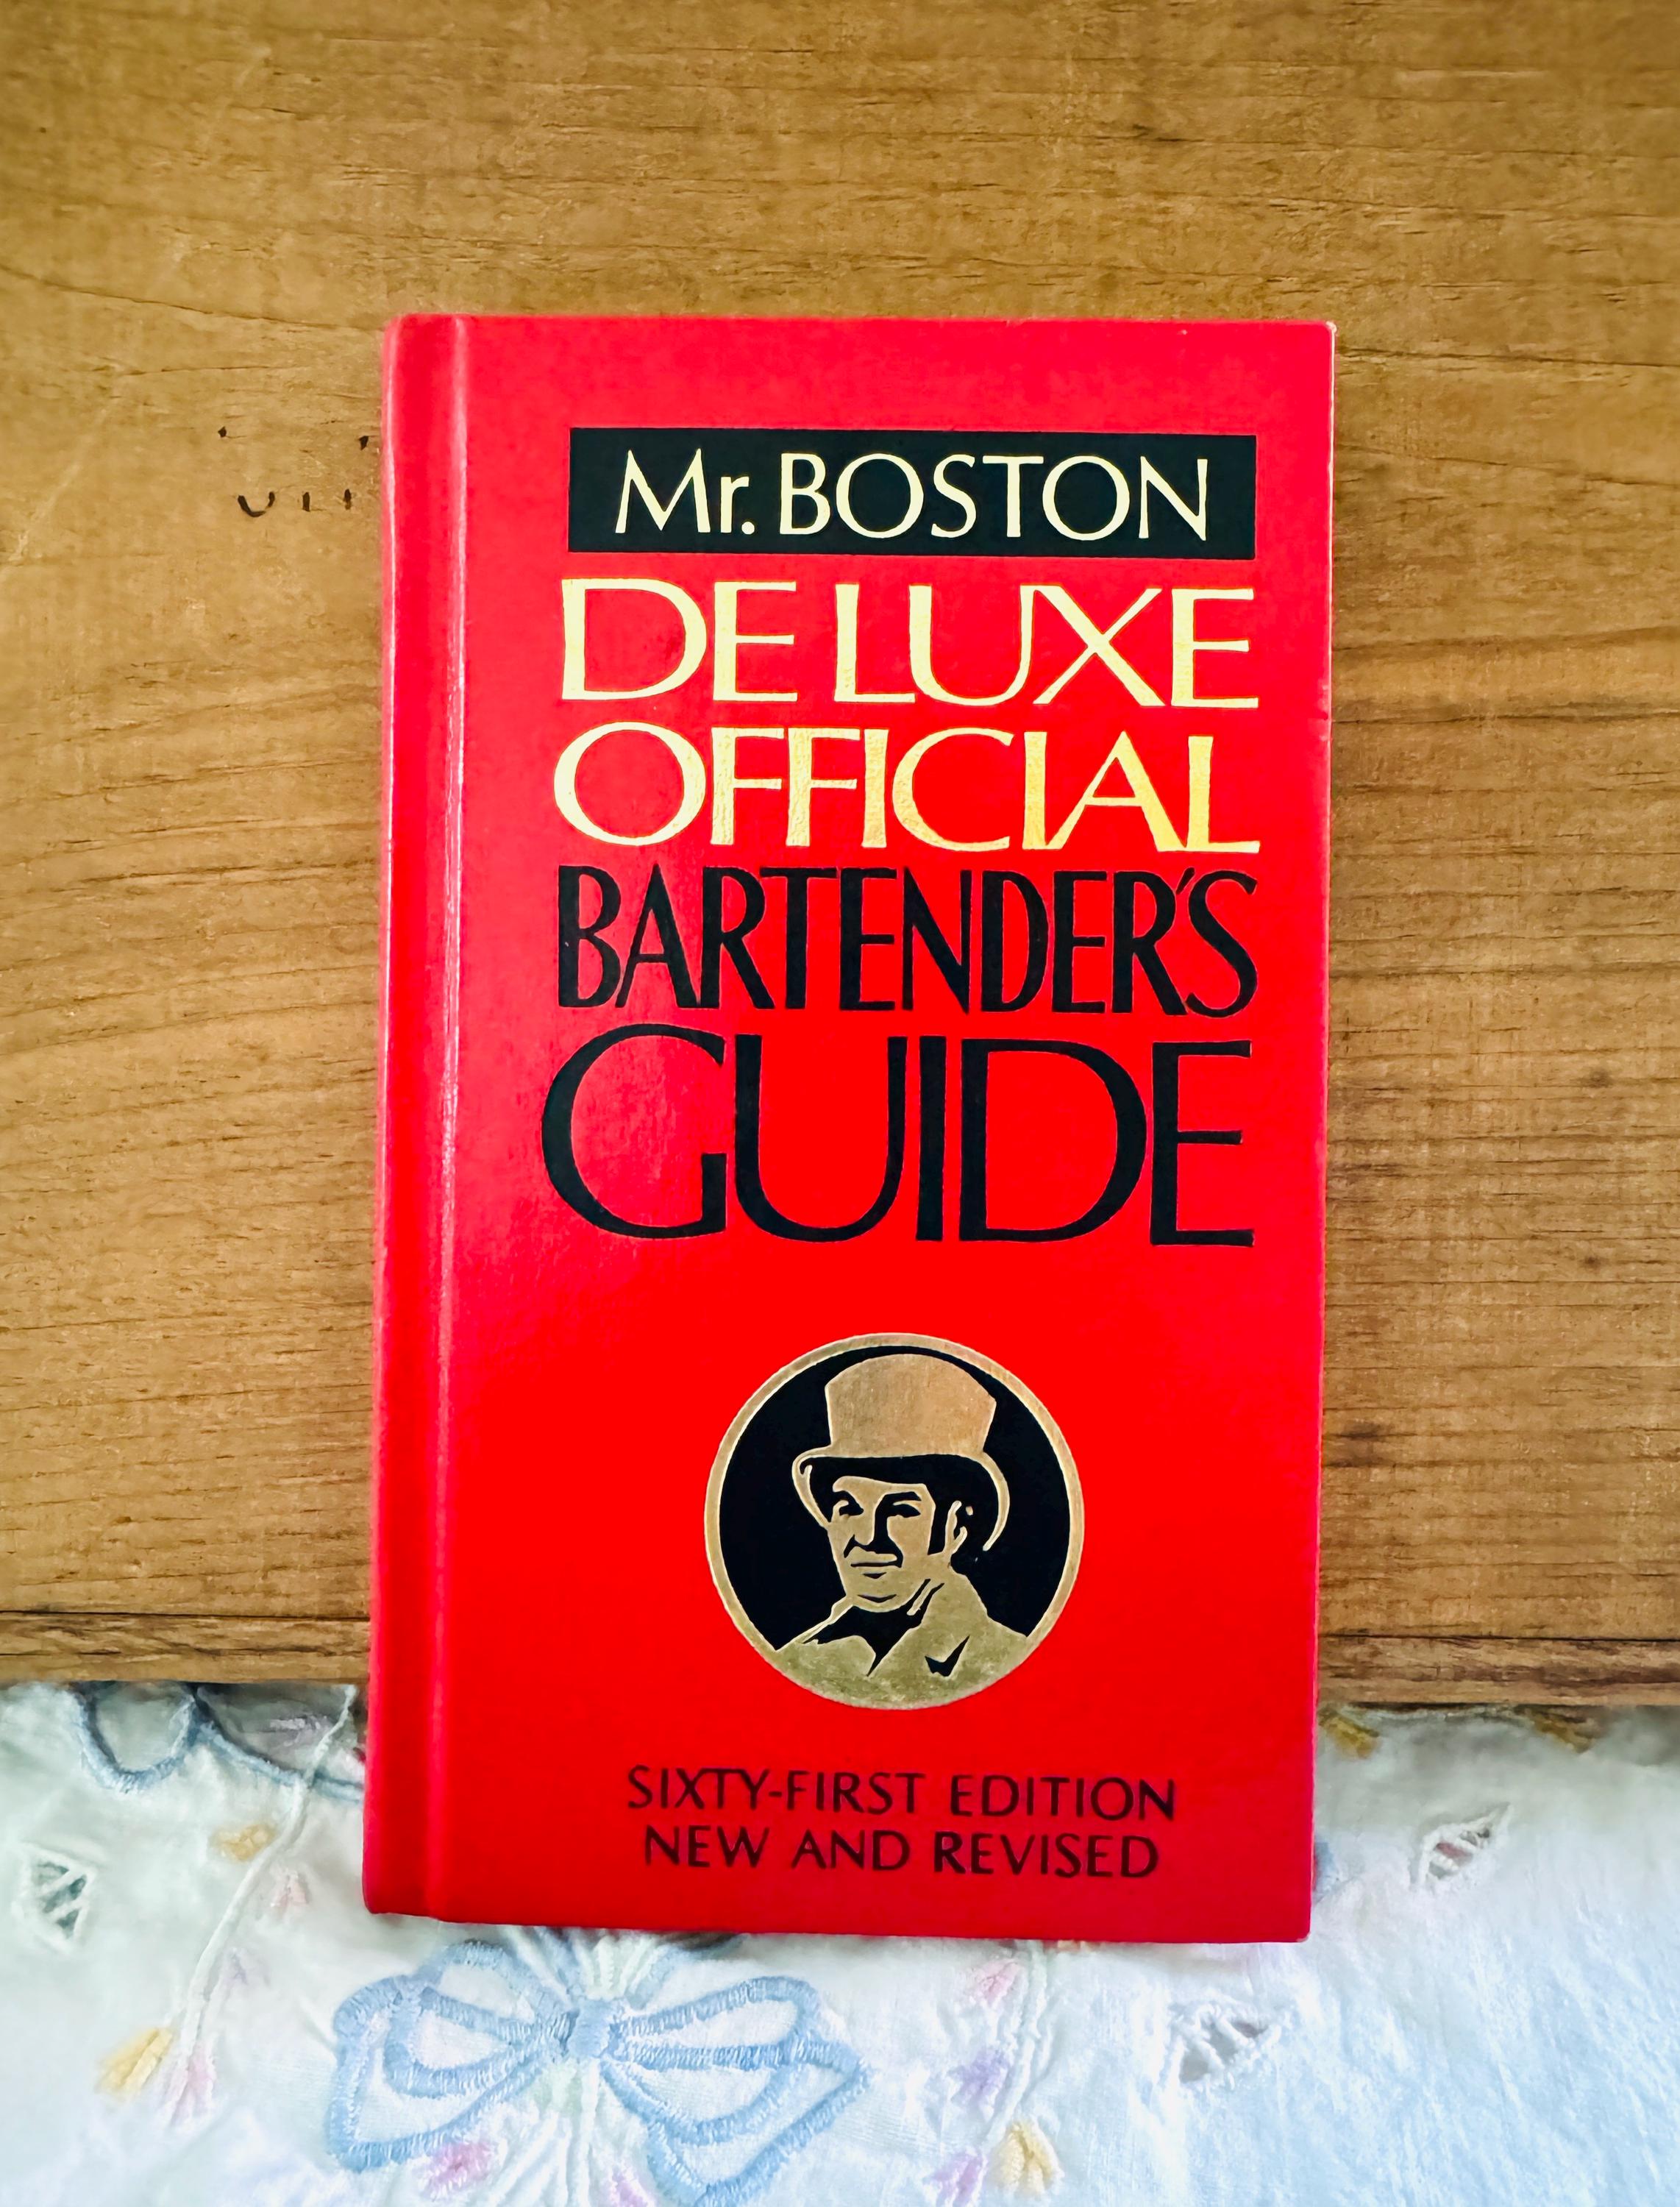 Mr. BOSTON
DE LUXE
OFFICIAL
BARTENDER'S
GUIDE
SIXTY-FIRST EDITION
NEW AND REVISED